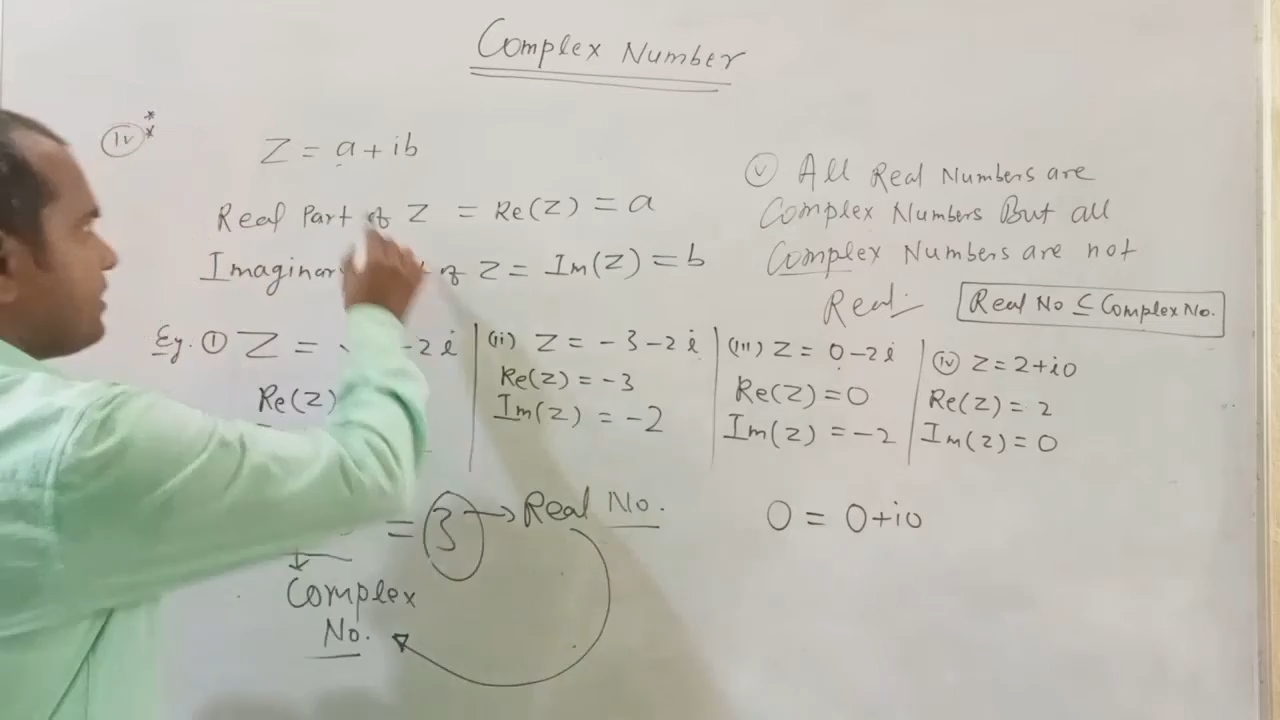 Complex Number
(iv) **
Z = a + ib
Real Part of Z = Re(Z) = a
Imaginar of Z = Im(Z) = b
(v) All Real Numbers are
Complex Numbers But all
Complex Numbers are not
Real.
Real No ⊆ Complex No.
Eg. (1) Z = -2i
Re(Z)
(ii) Z = -3-2i
Re(Z) = -3
Im(Z) = -2
(iii) Z = 0-2i
Re(Z) = 0
Im(Z) = -2
(iv) Z = 2+i0
Re(Z) = 2
Im(Z) = 0
= 3 → Real No.
Complex
No.
0 = 0+i0